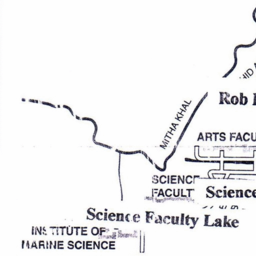 MITHA KHAL
Rob
ARTS FACU
SCIENC
FACULT
Science
Science Faculty Lake
INSTITUTE OF
MARINE SCIENCE